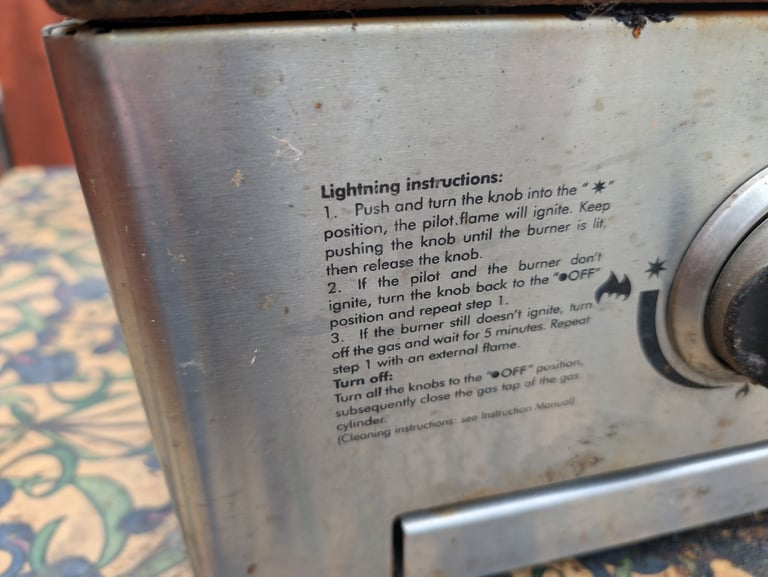 Lightning instructions:
1. Push and turn the knob into the "✶"
position, the pilot flame will ignite. Keep
pushing the knob until the burner is lit,
then release the knob.
2. If the pilot and the burner don't
ignite, turn the knob back to the "●OFF"
position and repeat step 1.
3. If the burner still doesn't ignite, turn
off the gas and wait for 5 minutes. Repeat
step 1 with an external flame.
Turn off:
Turn all the knobs to the "●OFF" position,
subsequently close the gas tap of the gas
cylinder.
(Cleaning instructions: see Instruction Manual)